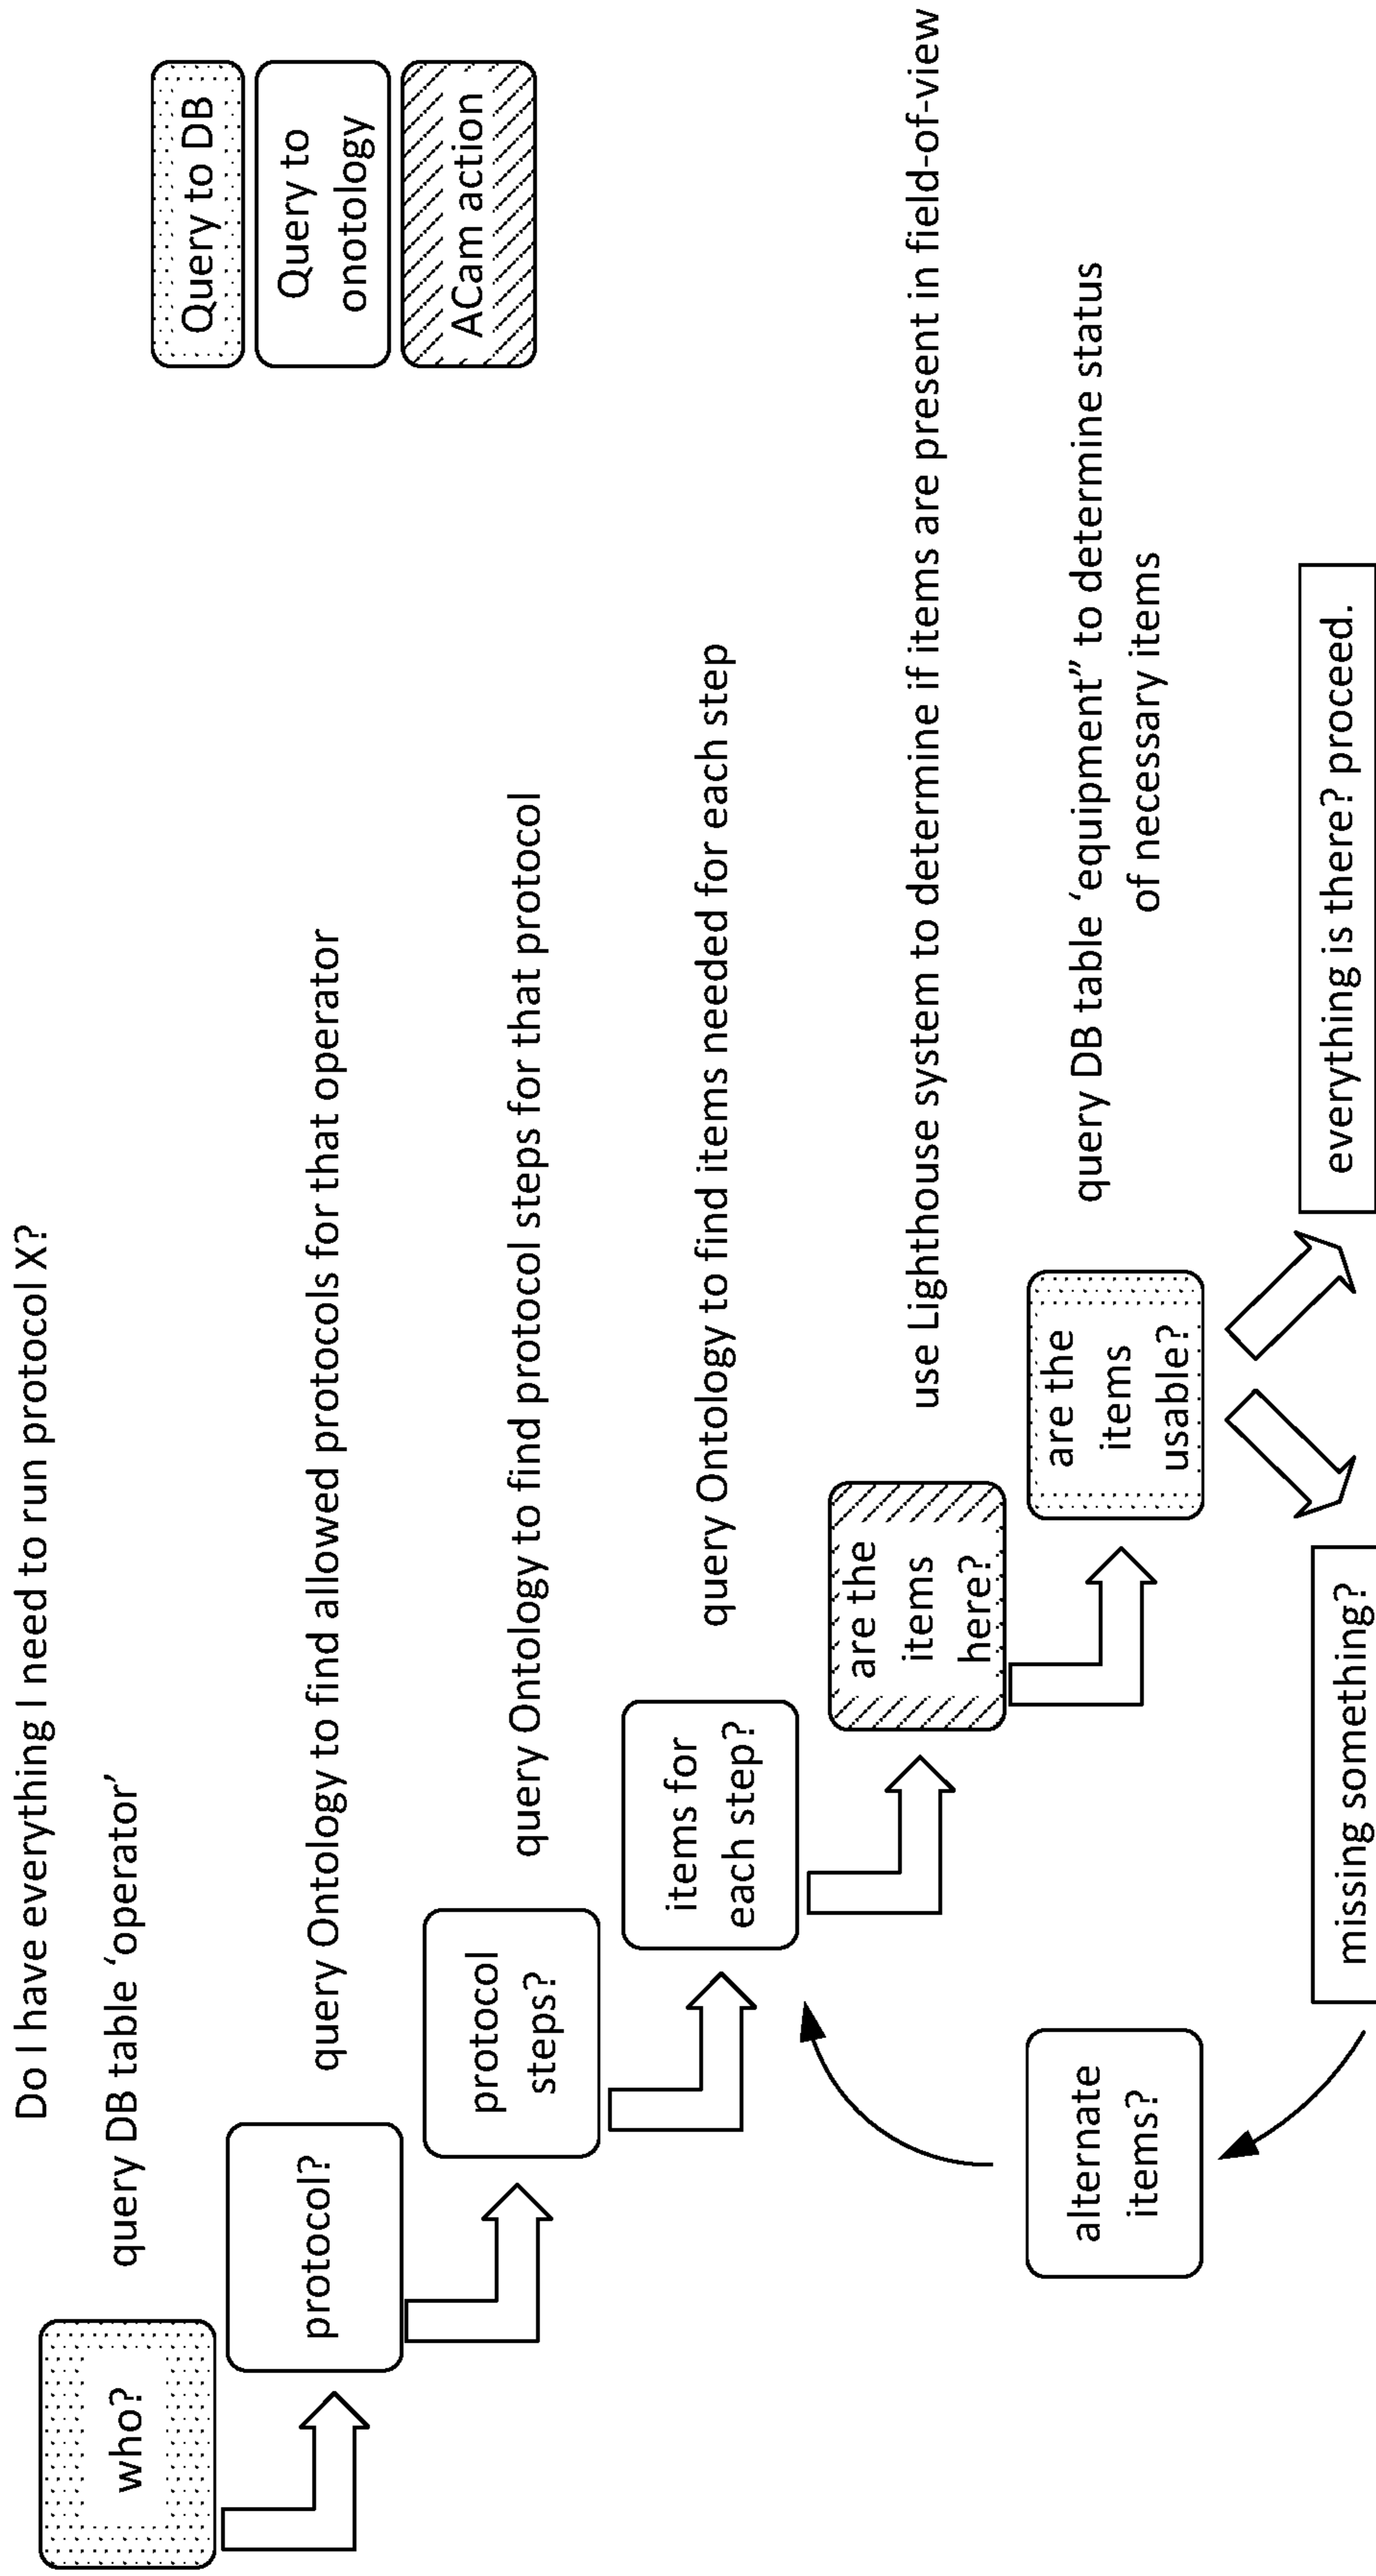 Do I have everything I need to run protocol X?
who?
query DB table ‘operator’
Query to DB
Query to
onotology
ACam action
protocol?
query Ontology to find allowed protocols for that operator
protocol
steps?
query Ontology to find protocol steps for that protocol
items for
each step?
query Ontology to find items needed for each step
are the
items
here?
use Lighthouse system to determine if items are present in field-of-view
are the
items
usable?
query DB table ‘equipment” to determine status
of necessary items
alternate
items?
missing something?
everything is there? proceed.